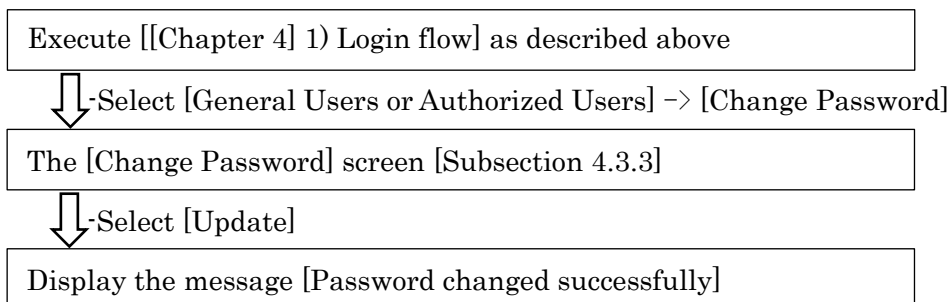 Execute [[Chapter 4] 1) Login flow] as described above
-Select [General Users or Authorized Users] -> [Change Password]
The [Change Password] screen [Subsection 4.3.3]
-Select [Update]
Display the message [Password changed successfully]